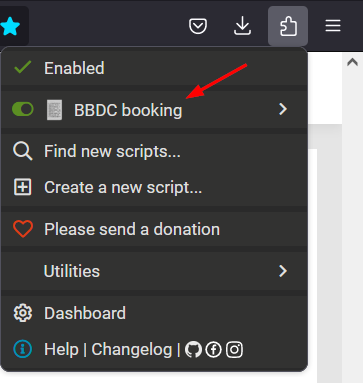 Enabled
BBDC booking
Find new scripts...
Create a new script...
Please send a donation
Utilities
Dashboard
Help | Changelog |